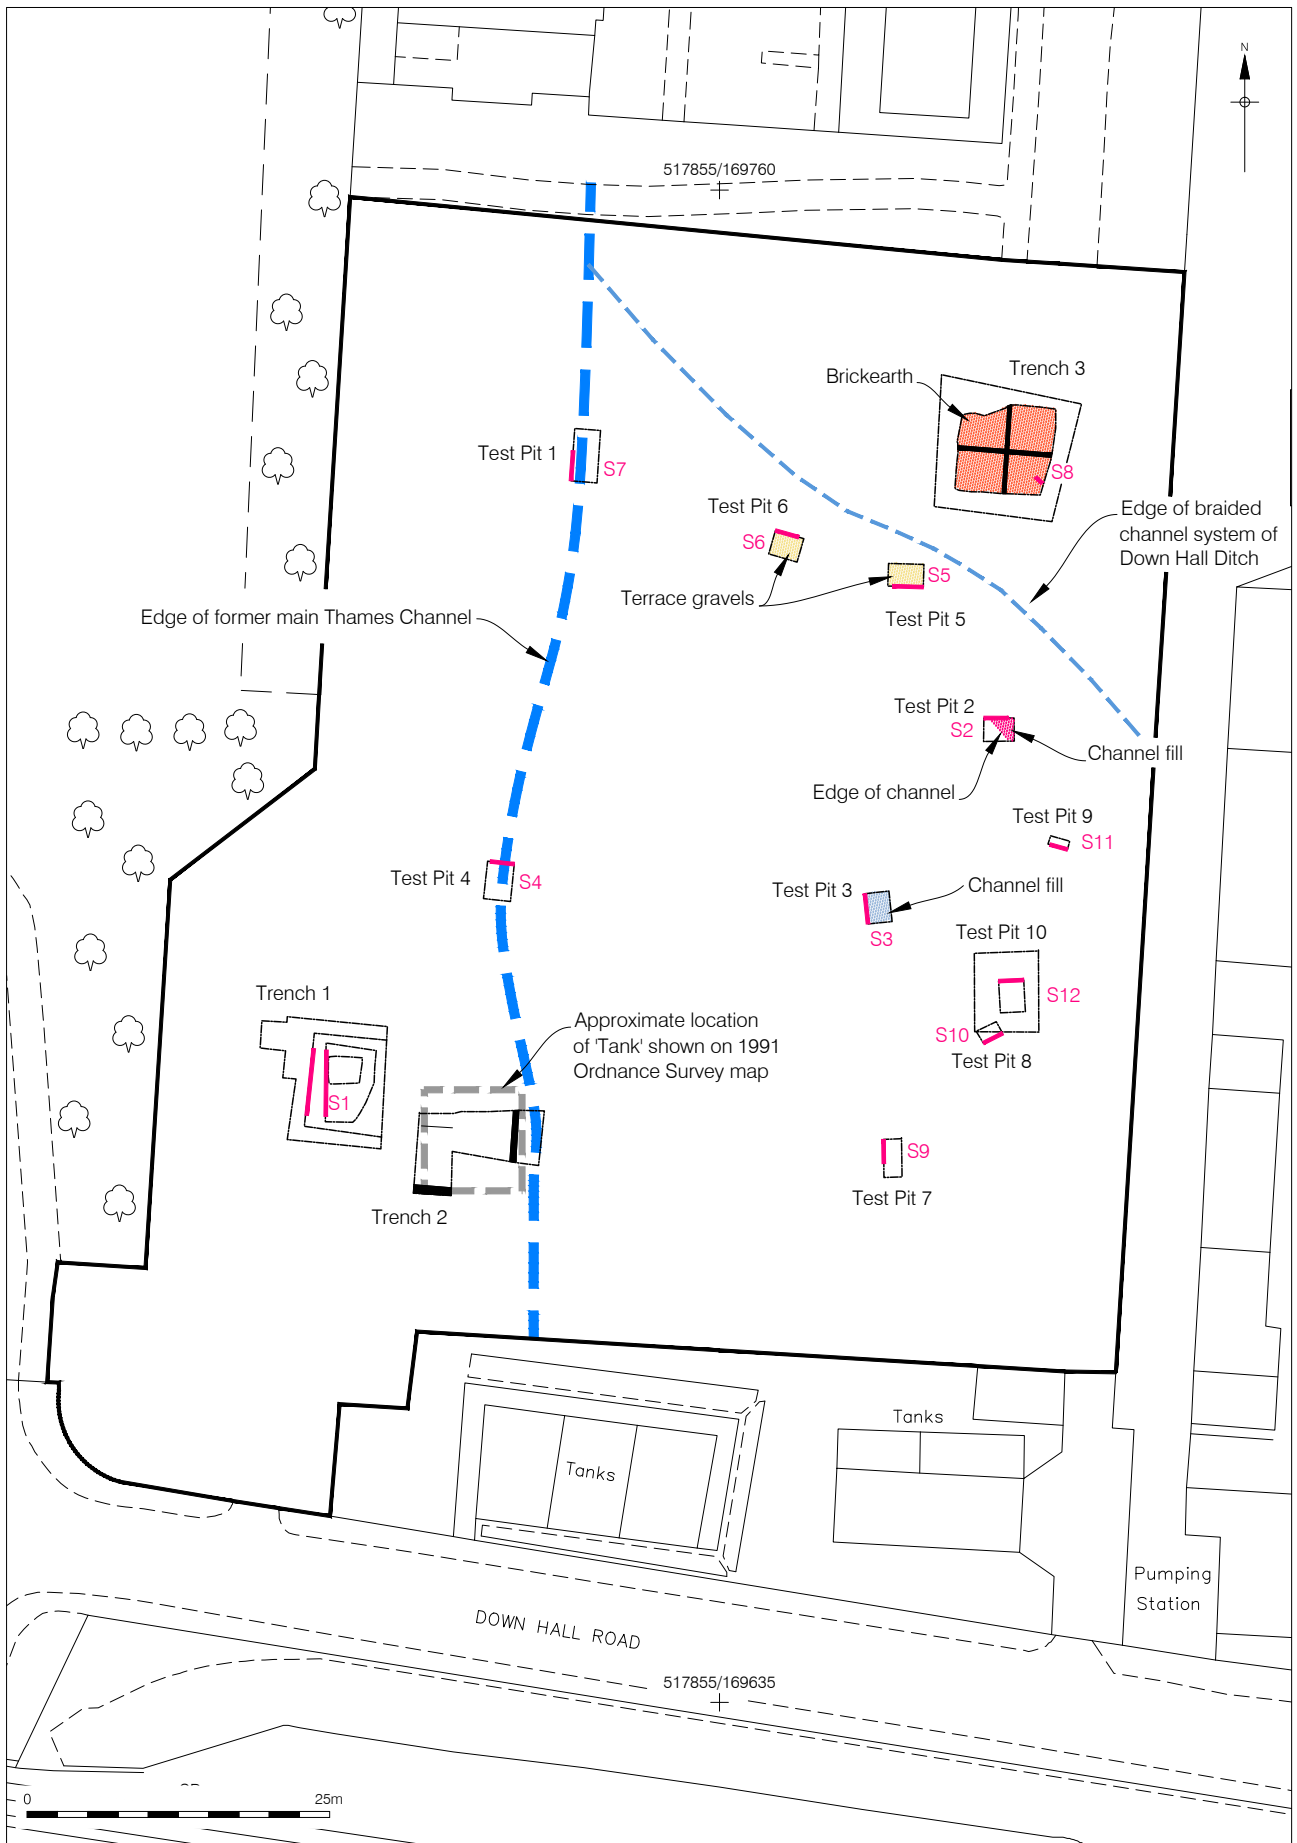 N
517855/169760
Trench 3
Brickearth
Test Pit 1
S7
S8
Test Pit 6
S6
Edge of braided
channel system of
Down Hall Ditch
S5
Terrace gravels
Test Pit 5
Edge of former main Thames Channel
Test Pit 2
S2
Channel fill
Edge of channel
Test Pit 9
S11
Test Pit 4
S4
Test Pit 3
Channel fill
S3
Test Pit 10
Trench 1
S12
Approximate location
of 'Tank' shown on 1991
Ordnance Survey map
S10
Test Pit 8
S1
S9
Test Pit 7
Trench 2
Tanks
Tanks
Pumping
Station
DOWN HALL ROAD
517855/169635
0
25m